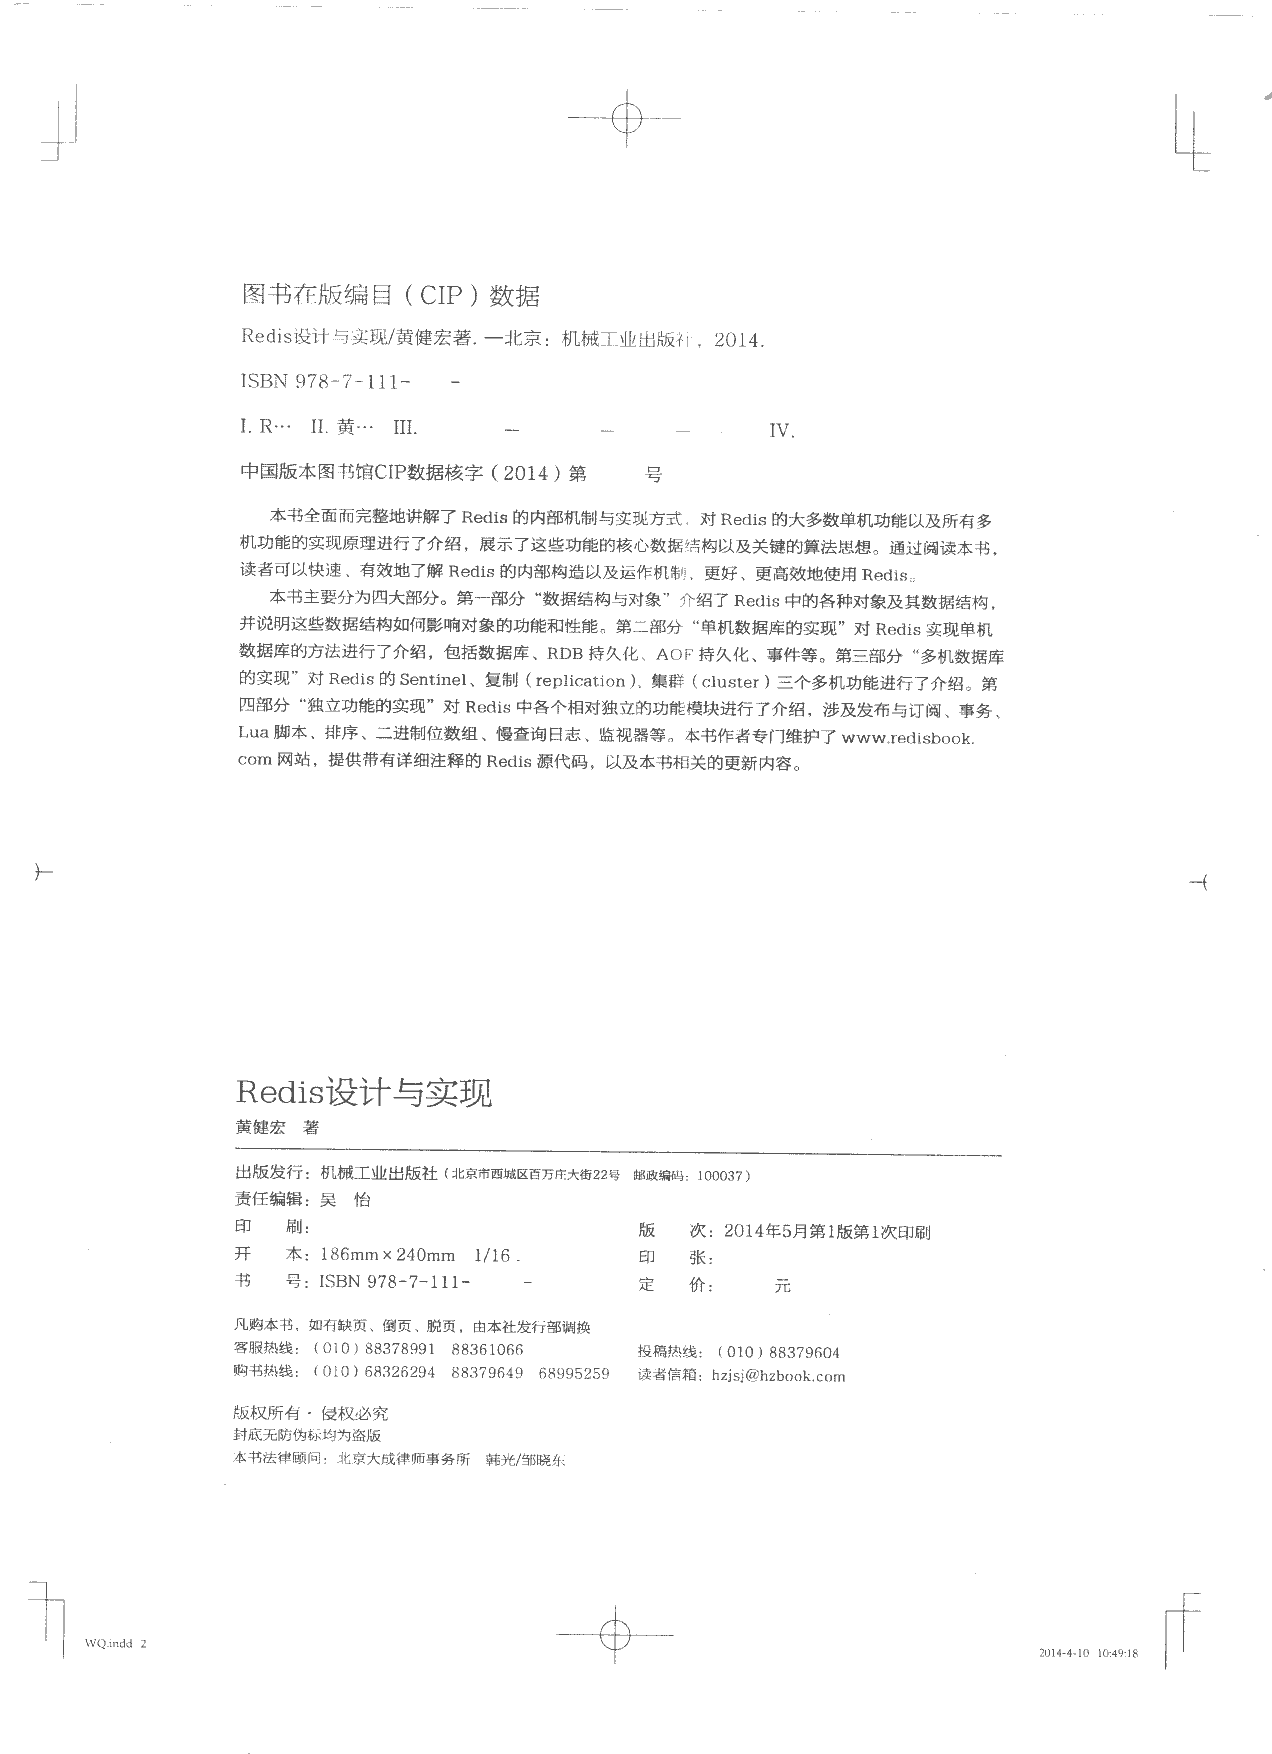 图书在版编目（CIP）数据
Redis设计与实现/黄健宏著. —北京：机械工业出版社，2014.
ISBN 978-7-111-　　-
I. R…　II. 黄…　III.　　—　　—　　—　　IV.
中国版本图书馆CIP数据核字（2014）第　　　号
本书全面而完整地讲解了 Redis 的内部机制与实现方式，对 Redis 的大多数单机功能以及所有多
机功能的实现原理进行了介绍，展示了这些功能的核心数据结构以及关键的算法思想。通过阅读本书，
读者可以快速、有效地了解 Redis 的内部构造以及运作机制，更好、更高效地使用 Redis。
本书主要分为四大部分。第一部分“数据结构与对象”介绍了 Redis 中的各种对象及其数据结构，
并说明这些数据结构如何影响对象的功能和性能。第二部分“单机数据库的实现”对 Redis 实现单机
数据库的方法进行了介绍，包括数据库、RDB 持久化、AOF 持久化、事件等。第三部分“多机数据库
的实现”对 Redis 的 Sentinel、复制（replication）、集群（cluster）三个多机功能进行了介绍。第
四部分“独立功能的实现”对 Redis 中各个相对独立的功能模块进行了介绍，涉及发布与订阅、事务、
Lua 脚本、排序、二进制位数组、慢查询日志、监视器等。本书作者专门维护了 www.redisbook.
com 网站，提供带有详细注释的 Redis 源代码，以及本书相关的更新内容。
Redis设计与实现
黄健宏　著
出版发行：机械工业出版社（北京市西城区百万庄大街22号　邮政编码：100037）
责任编辑：吴　怡
印　　刷：　　　　版　　次：2014年5月第1版第1次印刷
开　　本：186mm×240mm　1/16 .　　　　印　　张：
书　　号：ISBN 978-7-111-　　-　　　　定　　价：　　　元
凡购本书，如有缺页、倒页、脱页，由本社发行部调换
客服热线：（010）88378991　88361066　　　　投稿热线：（010）88379604
购书热线：（010）68326294　88379649　68995259　　　　读者信箱：hzjsj@hzbook.com
版权所有·侵权必究
封底无防伪标均为盗版
本书法律顾问：北京大成律师事务所　韩光/邹晓东
WQ.indd 2　　　　2014-4-10 10:49:18